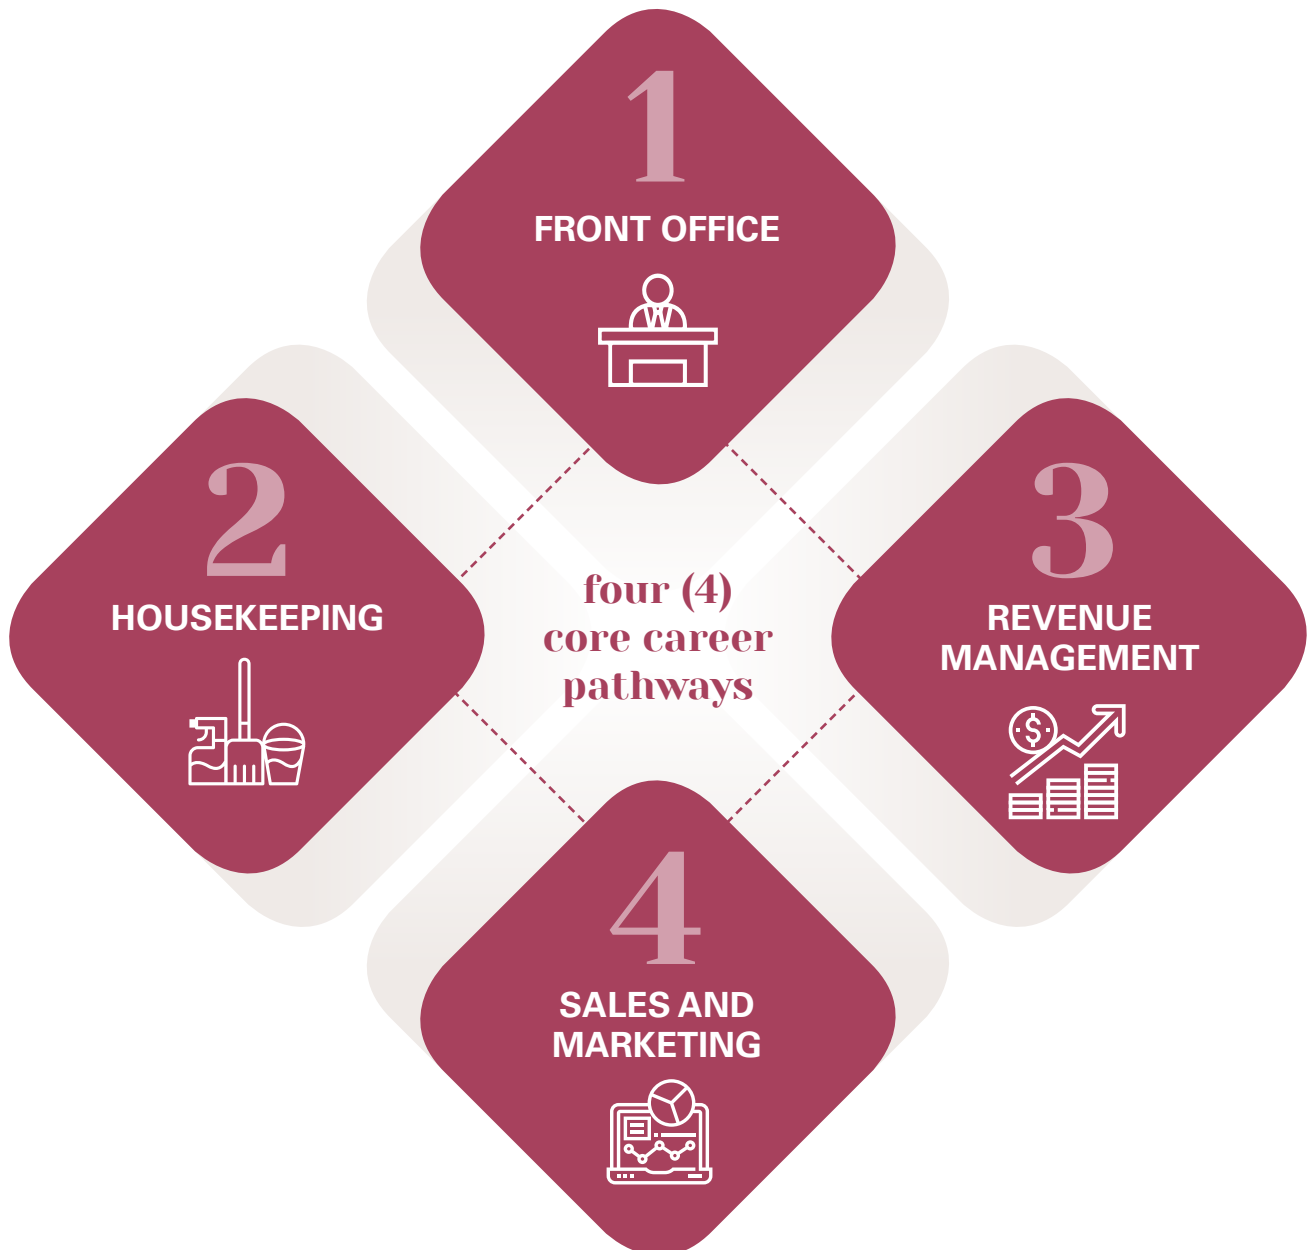 1
FRONT OFFICE
2
HOUSEKEEPING
3
REVENUE
MANAGEMENT
four (4)
core career
pathways
4
SALES AND
MARKETING